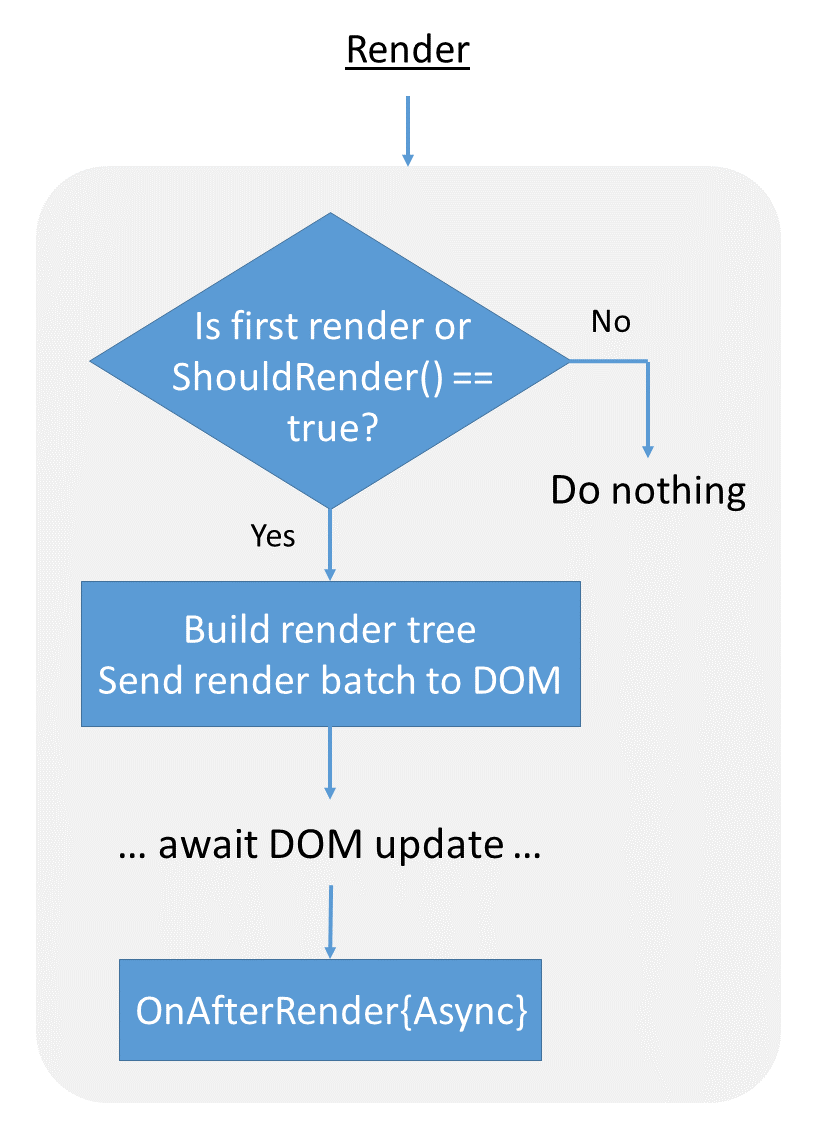 Render
Is first render or
ShouldRender() ==
true?
No
Do nothing
Yes
Build render tree
Send render batch to DOM
... await DOM update ...
OnAfterRender{Async}